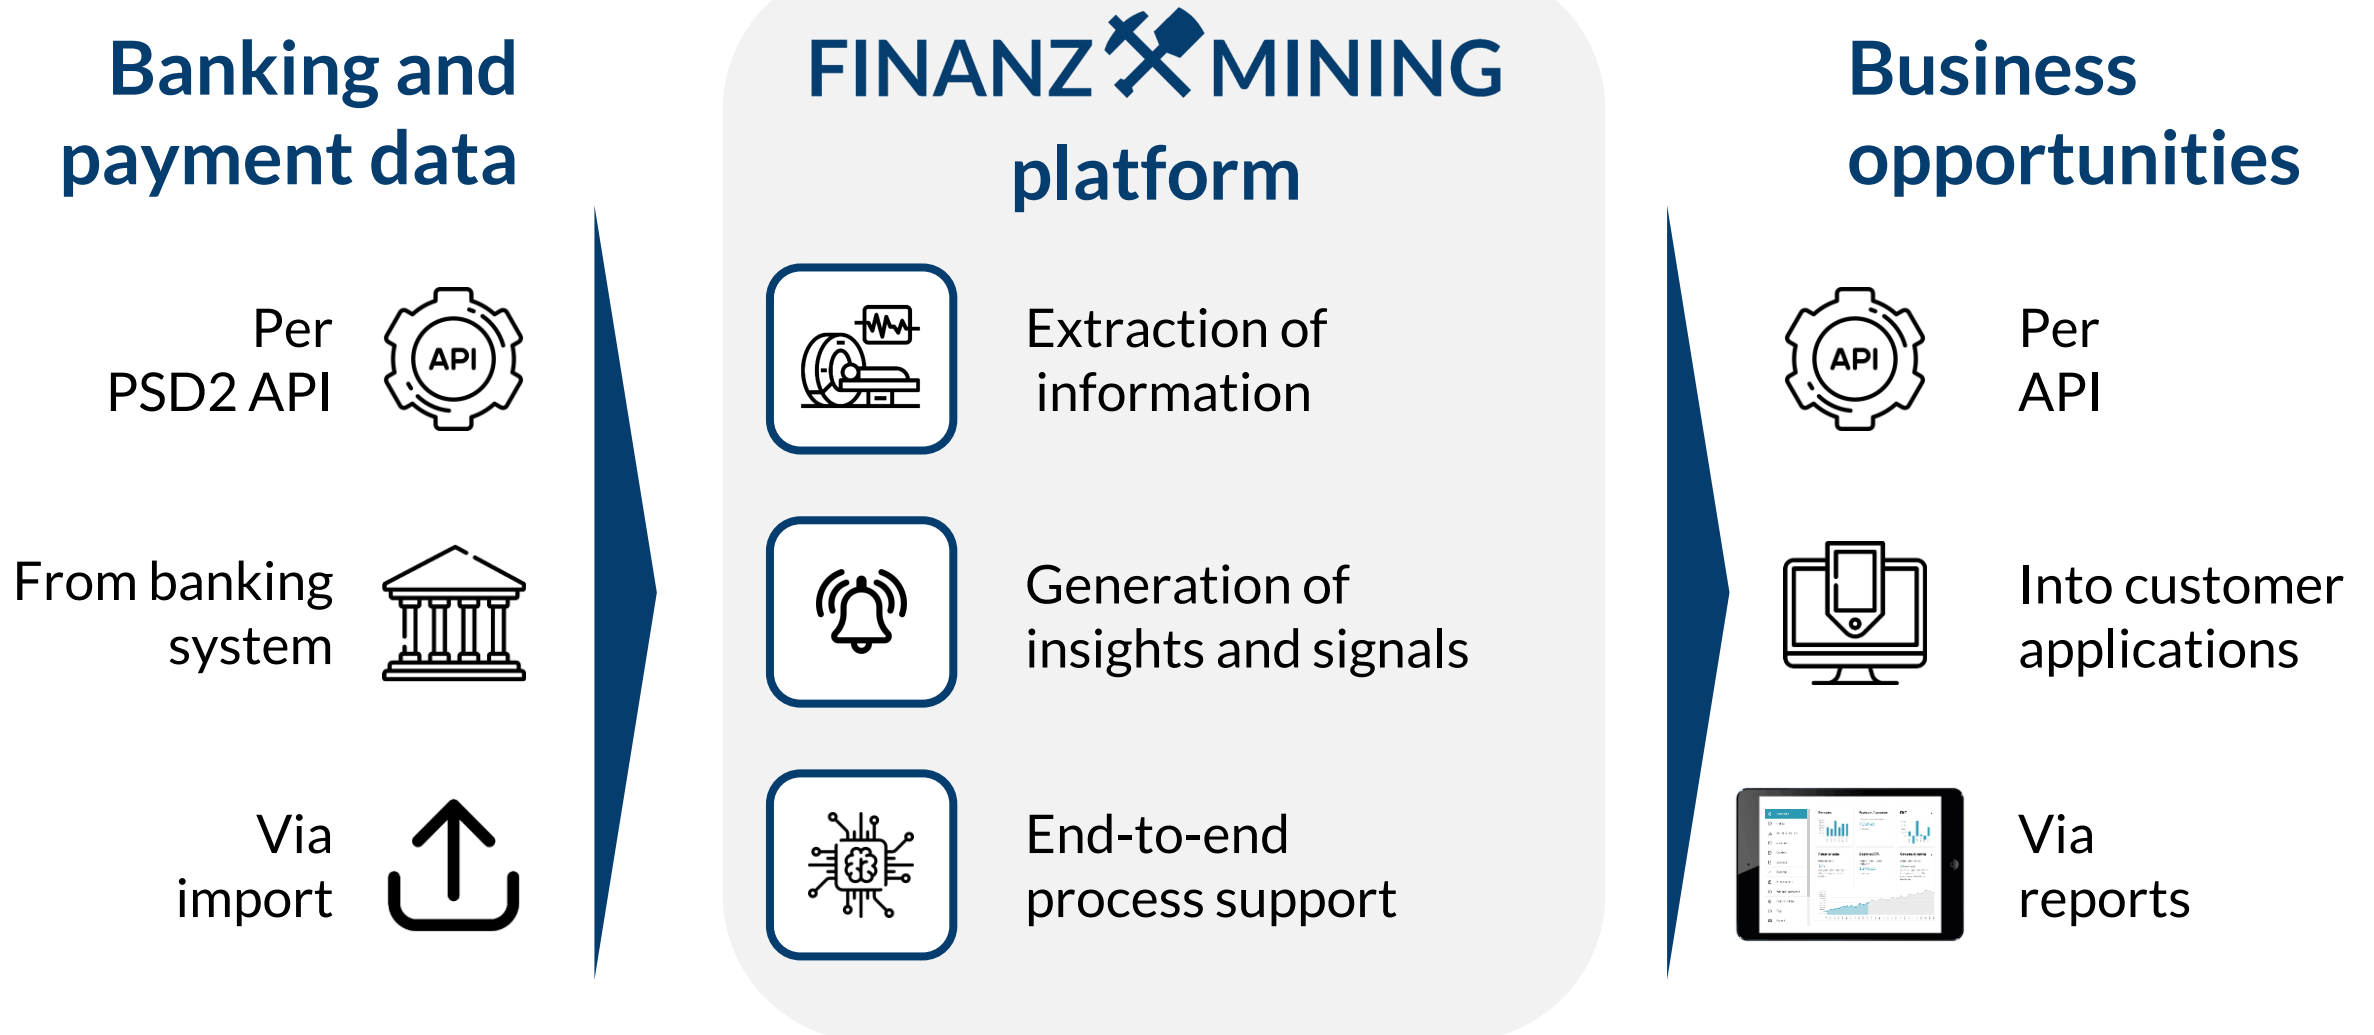 Banking and
payment data
Per
PSD2 API
API
From banking
system
Via
import
FINANZ MINING
platform
Extraction of
information
Generation of
insights and signals
End-to-end
process support
Business
opportunities
API
Per
API
Into customer
applications
Via
reports